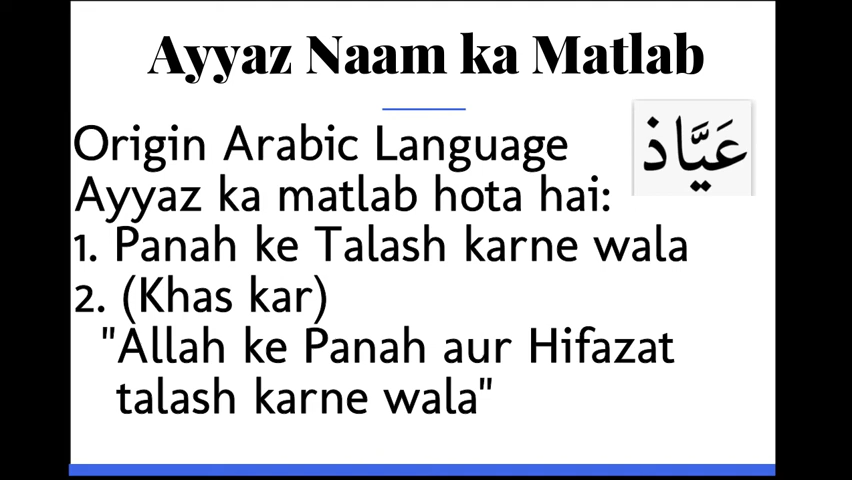 Ayyaz Naam ka Matlab
Origin Arabic Language
عَيَّاذ
Ayyaz ka matlab hota hai:
1. Panah ke Talash karne wala
2. (Khas kar)
"Allah ke Panah aur Hifazat
talash karne wala"